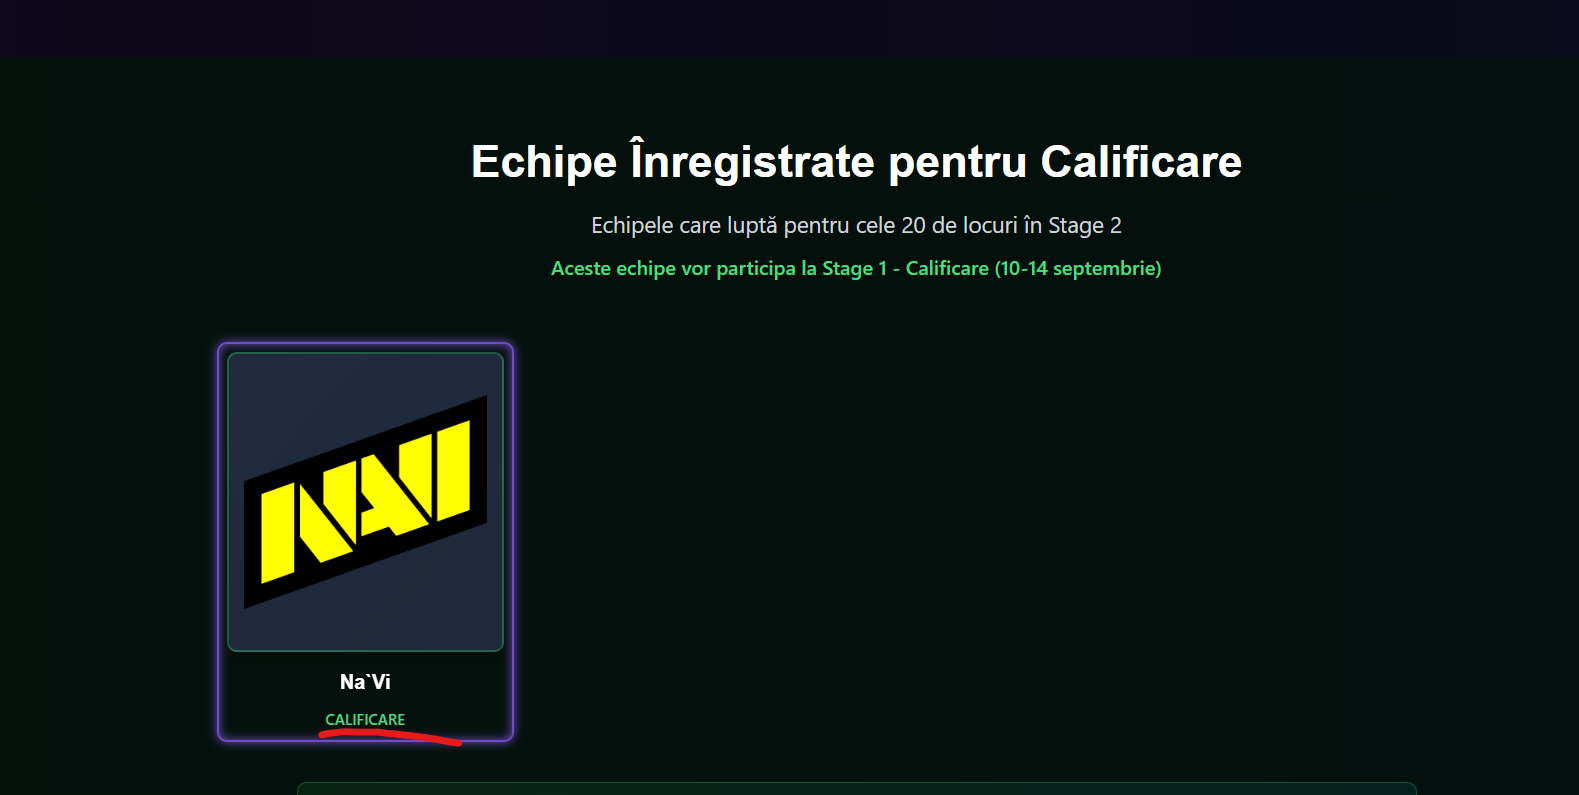 Echipe Înregistrate pentru Calificare
Echipele care luptă pentru cele 20 de locuri în Stage 2
Aceste echipe vor participa la Stage 1 - Calificare (10-14 septembrie)
NAVI
Na`Vi
CALIFICARE